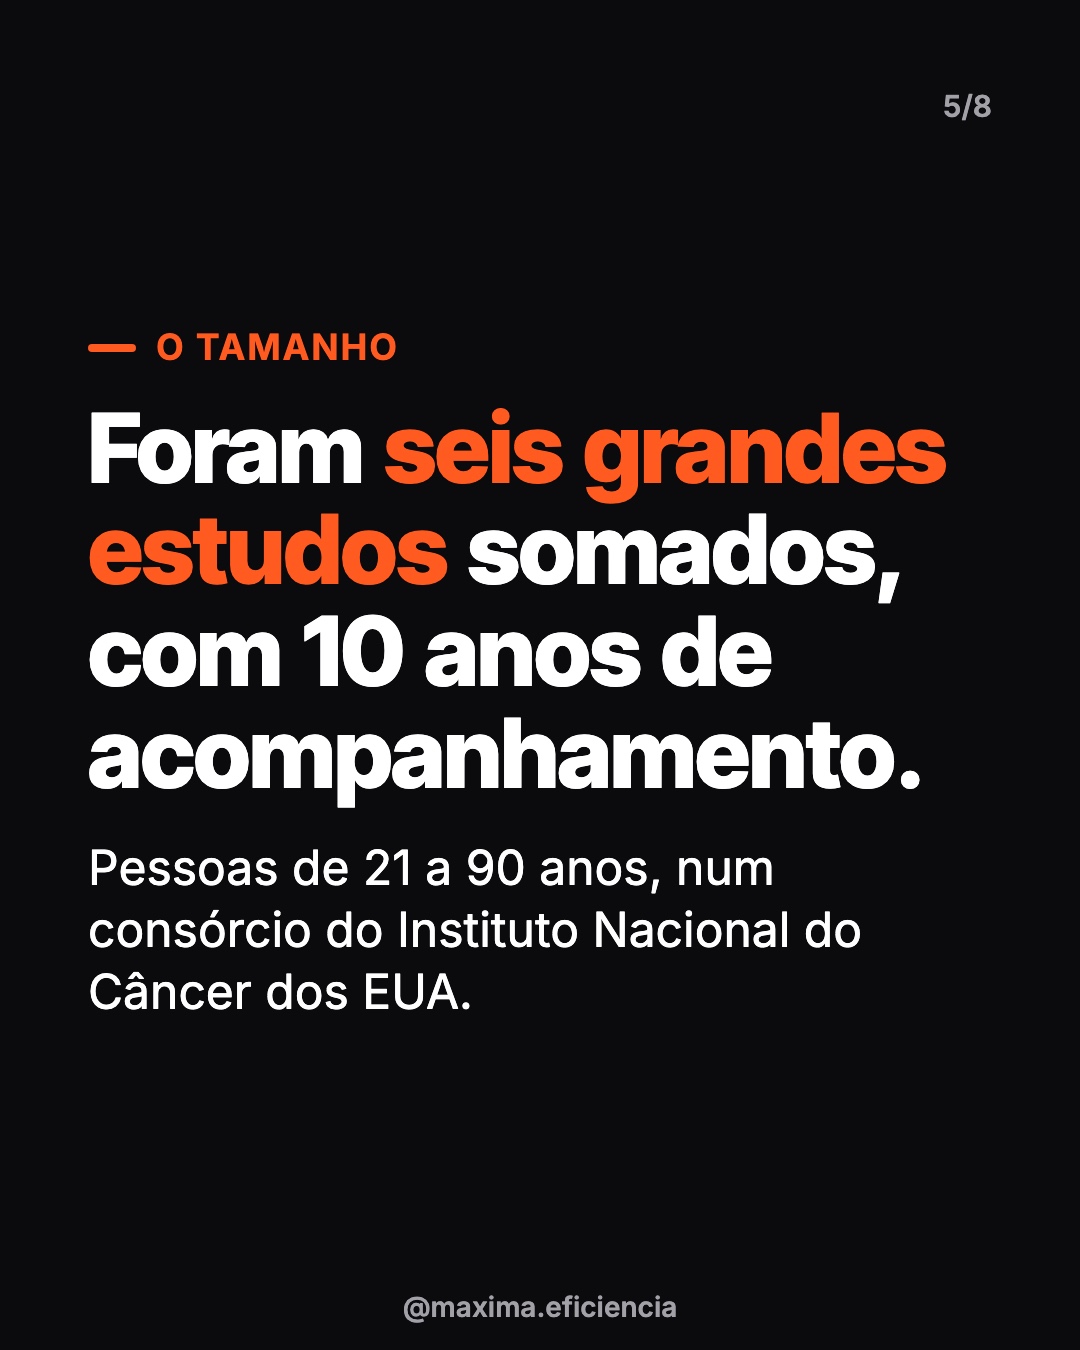 5/8
O TAMANHO
Foram seis grandes
estudos somados,
com 10 anos de
acompanhamento.
Pessoas de 21 a 90 anos, num
consórcio do Instituto Nacional do
Câncer dos EUA.
@maxima.eficiencia